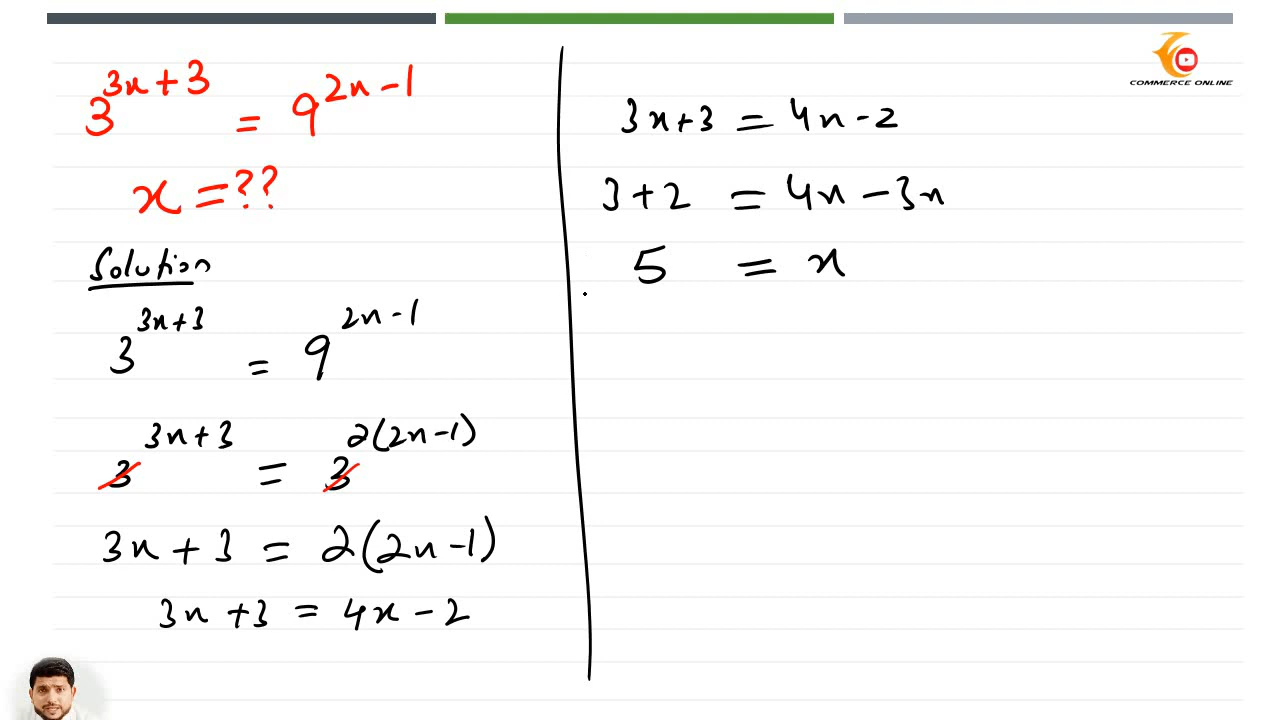 3^{3x+3} = 9^{2x-1}
x = ??
Solution
3^{3x+3} = 9^{2x-1}
3^{3x+3} = 3^{2(2x-1)}
3x + 3 = 2(2x-1)
3x + 3 = 4x - 2
COMMERCE ONLINE
3x+3 = 4x-2
3+2 = 4x-3x
5 = x